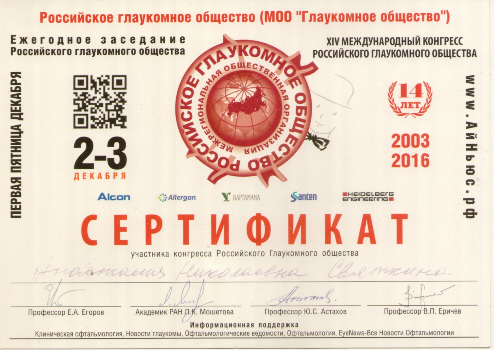 Российское глаукомное общество (МОО "Глаукомное общество")
Ежегодное заседание
Российского глаукомного общества
XIV МЕЖДУНАРОДНЫЙ КОНГРЕСС
РОССИЙСКОГО ГЛАУКОМНОГО ОБЩЕСТВА
ПЕРВАЯ ПЯТНИЦА ДЕКАБРЯ
2-3
ДЕКАБРЯ
РОССИЙСКОЕ ГЛАУКОМНОЕ ОБЩЕСТВО
МЕЖРЕГИОНАЛЬНАЯ ОБЩЕСТВЕННАЯ ОРГАНИЗАЦИЯ
14
ЛЕТ
2003
2016
www.АйНьюс.рф
Alcon
Allergan
Santen
HEIDELBERG
ENGINEERING
СЕРТИФИКАТ
участника конгресса Российского Глаукомного общества
Анастасия Николаевна
Профессор Е.А. Егоров
Академик РАН Л.К. Мошетова
Профессор Ю.С. Астахов
Профессор В.П. Еричев
Информационная поддержка
Клиническая офтальмология, Новости глаукомы, Офтальмологические ведомости, Офтальмология. EyeNews-Все Новости Офтальмологии